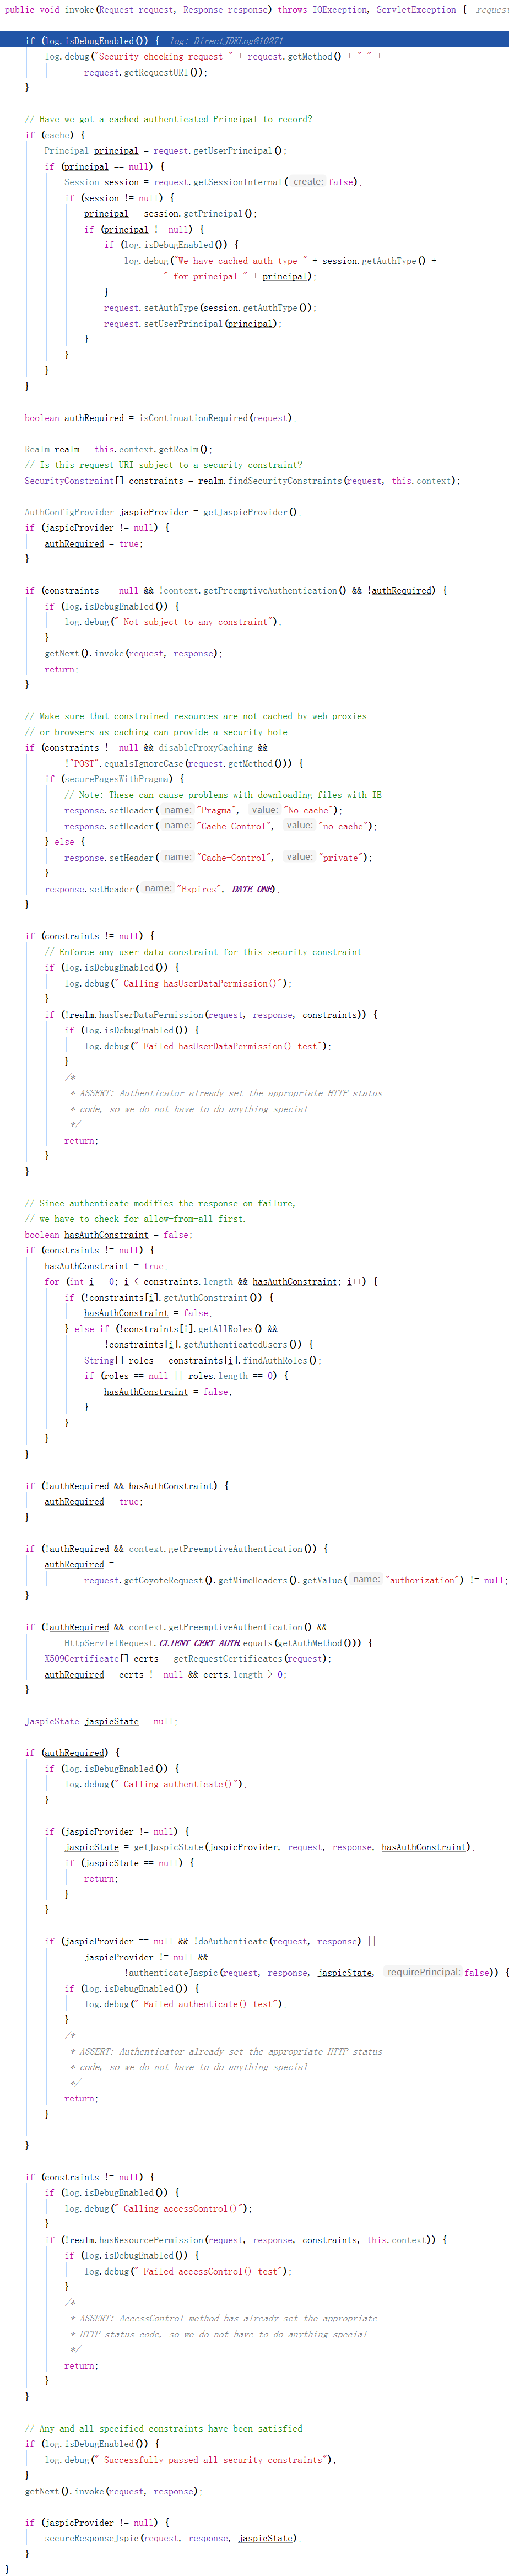 public void invoke(Request request, Response response) throws IOException, ServletException {  request
if (log.isDebugEnabled()) {  log: DirectJDKLog@10271
log.debug("Security checking request " + request.getMethod() + " " +
request.getRequestURI());
}
// Have we got a cached authenticated Principal to record?
if (cache) {
Principal principal = request.getUserPrincipal();
if (principal == null) {
Session session = request.getSessionInternal( create: false);
if (session != null) {
principal = session.getPrincipal();
if (principal != null) {
if (log.isDebugEnabled()) {
log.debug("We have cached auth type " + session.getAuthType() +
" for principal " + principal);
}
request.setAuthType(session.getAuthType());
request.setUserPrincipal(principal);
}
}
}
}
boolean authRequired = isContinuationRequired(request);
Realm realm = this.context.getRealm();
// Is this request URI subject to a security constraint?
SecurityConstraint[] constraints = realm.findSecurityConstraints(request, this.context);
AuthConfigProvider jaspicProvider = getJaspicProvider();
if (jaspicProvider != null) {
authRequired = true;
}
if (constraints == null && !context.getPreemptiveAuthentication() && !authRequired) {
if (log.isDebugEnabled()) {
log.debug(" Not subject to any constraint");
}
getNext().invoke(request, response);
return;
}
// Make sure that constrained resources are not cached by web proxies
// or browsers as caching can provide a security hole
if (constraints != null && disableProxyCaching &&
!"POST".equalsIgnoreCase(request.getMethod())) {
if (securePagesWithPragma) {
// Note: These can cause problems with downloading files with IE
response.setHeader( name: "Pragma",  value: "No-cache");
response.setHeader( name: "Cache-Control",  value: "no-cache");
} else {
response.setHeader( name: "Cache-Control",  value: "private");
}
response.setHeader( name: "Expires", DATE_ONE);
}
if (constraints != null) {
// Enforce any user data constraint for this security constraint
if (log.isDebugEnabled()) {
log.debug(" Calling hasUserDataPermission()");
}
if (!realm.hasUserDataPermission(request, response, constraints)) {
if (log.isDebugEnabled()) {
log.debug(" Failed hasUserDataPermission() test");
}
/*
* ASSERT: Authenticator already set the appropriate HTTP status
* code, so we do not have to do anything special
*/
return;
}
}
// Since authenticate modifies the response on failure,
// we have to check for allow-from-all first.
boolean hasAuthConstraint = false;
if (constraints != null) {
hasAuthConstraint = true;
for (int i = 0; i < constraints.length && hasAuthConstraint; i++) {
if (!constraints[i].getAuthConstraint()) {
hasAuthConstraint = false;
} else if (!constraints[i].getAllRoles() &&
!constraints[i].getAuthenticatedUsers()) {
String[] roles = constraints[i].findAuthRoles();
if (roles == null || roles.length == 0) {
hasAuthConstraint = false;
}
}
}
}
if (!authRequired && hasAuthConstraint) {
authRequired = true;
}
if (!authRequired && context.getPreemptiveAuthentication()) {
authRequired =
request.getCoyoteRequest().getMimeHeaders().getValue( name: "authorization") != null;
}
if (!authRequired && context.getPreemptiveAuthentication() &&
HttpServletRequest.CLIENT_CERT_AUTH.equals(getAuthMethod())) {
X509Certificate[] certs = getRequestCertificates(request);
authRequired = certs != null && certs.length > 0;
}
JaspicState jaspicState = null;
if (authRequired) {
if (log.isDebugEnabled()) {
log.debug(" Calling authenticate()");
}
if (jaspicProvider != null) {
jaspicState = getJaspicState(jaspicProvider, request, response, hasAuthConstraint);
if (jaspicState == null) {
return;
}
}
if (jaspicProvider == null && !doAuthenticate(request, response) ||
jaspicProvider != null &&
!authenticateJaspic(request, response, jaspicState,  requirePrincipal: false)) {
if (log.isDebugEnabled()) {
log.debug(" Failed authenticate() test");
}
/*
* ASSERT: Authenticator already set the appropriate HTTP status
* code, so we do not have to do anything special
*/
return;
}
}
if (constraints != null) {
if (log.isDebugEnabled()) {
log.debug(" Calling accessControl()");
}
if (!realm.hasResourcePermission(request, response, constraints, this.context)) {
if (log.isDebugEnabled()) {
log.debug(" Failed accessControl() test");
}
/*
* ASSERT: AccessControl method has already set the appropriate
* HTTP status code, so we do not have to do anything special
*/
return;
}
}
// Any and all specified constraints have been satisfied
if (log.isDebugEnabled()) {
log.debug(" Successfully passed all security constraints");
}
getNext().invoke(request, response);
if (jaspicProvider != null) {
secureResponseJspic(request, response, jaspicState);
}
}